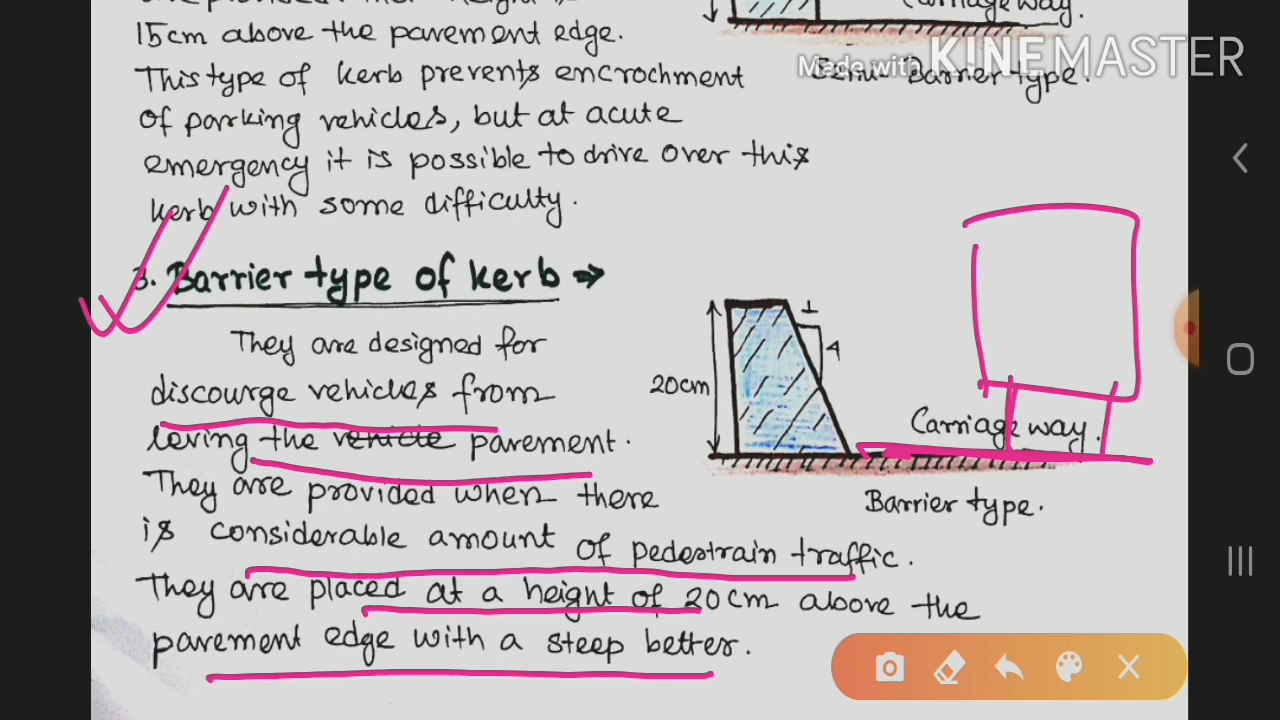 15cm above the pavement edge.
This type of kerb prevents encrochment
of parking vehicles, but at acute
emergency it is possible to drive over this
kerb with some difficulty.
Carriage way.
Barrier type.
Made with KINEMASTER
3. Barrier type of kerb →
They are designed for
discourge vehicles from
leving the vehicle pavement.
They are provided when there
is considerable amount of pedestrain traffic.
They are placed at a height of 20cm above the
pavement edge with a steep better.
1
4
20cm
Carriage way.
Barrier type.